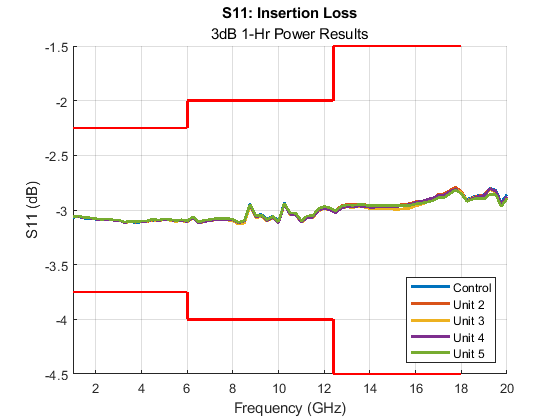 S11: Insertion Loss
3dB 1-Hr Power Results
-1.5
-2
-2.5
-3
-3.5
-4
-4.5
S11 (dB)
Control
Unit 2
Unit 3
Unit 4
Unit 5
2 4 6 8 10 12 14 16 18 20
Frequency (GHz)